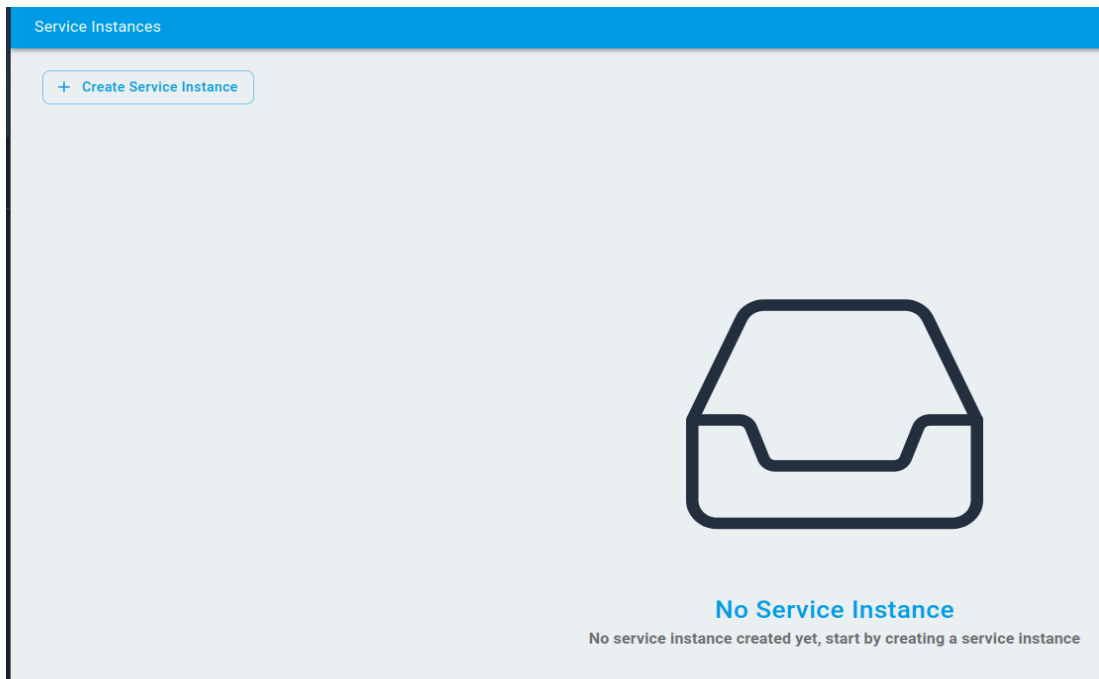 Service Instances
+ Create Service Instance
No Service Instance
No service instance created yet, start by creating a service instance